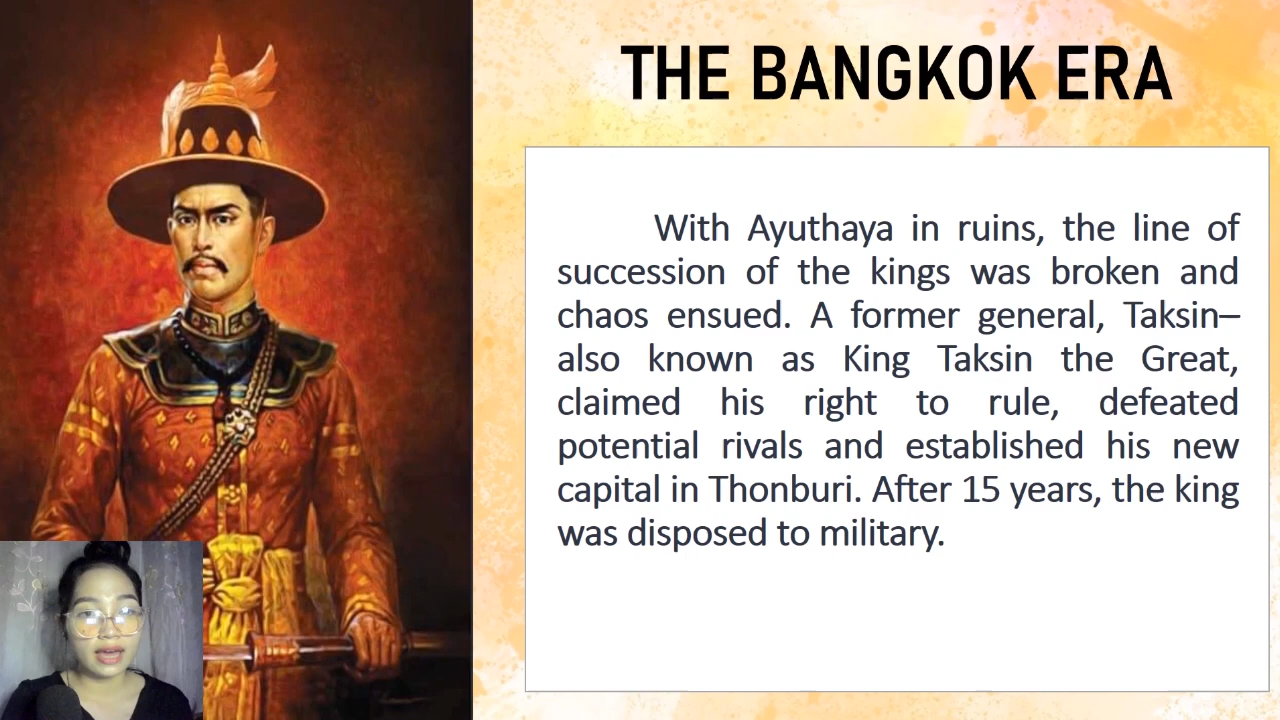 THE BANGKOK ERA
With Ayuthaya in ruins, the line of
succession of the kings was broken and
chaos ensued. A former general, Taksin–
also known as King Taksin the Great,
claimed his right to rule, defeated
potential rivals and established his new
capital in Thonburi. After 15 years, the king
was disposed to military.